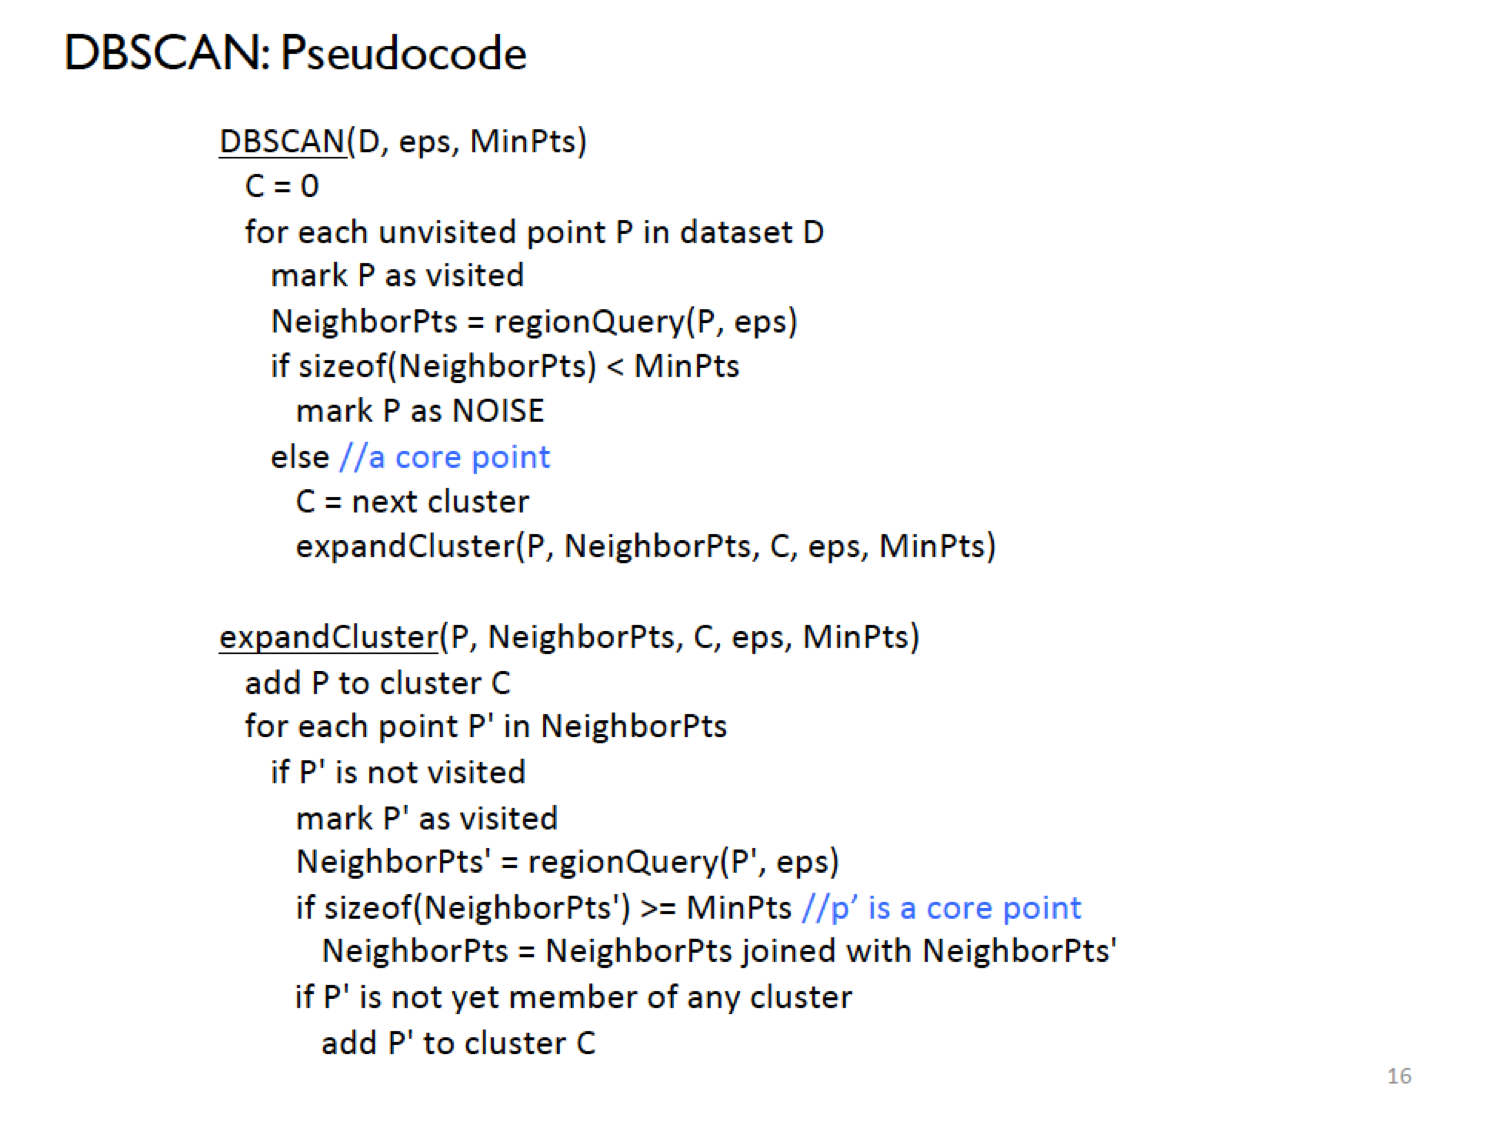 DBSCAN: Pseudocode
DBSCAN(D, eps, MinPts)
C = 0
for each unvisited point P in dataset D
mark P as visited
NeighborPts = regionQuery(P, eps)
if sizeof(NeighborPts) < MinPts
mark P as NOISE
else //a core point
C = next cluster
expandCluster(P, NeighborPts, C, eps, MinPts)
expandCluster(P, NeighborPts, C, eps, MinPts)
add P to cluster C
for each point P' in NeighborPts
if P' is not visited
mark P' as visited
NeighborPts' = regionQuery(P', eps)
if sizeof(NeighborPts') >= MinPts //p’ is a core point
NeighborPts = NeighborPts joined with NeighborPts'
if P' is not yet member of any cluster
add P' to cluster C
16